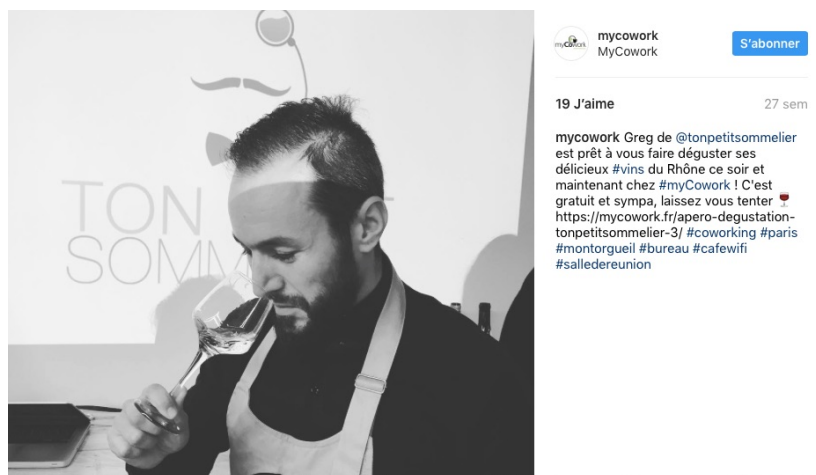 TON
SOMM
mycowork
MyCowork
S'abonner
19 J'aime
27 sem
mycowork Greg de @tonpetitsommelier
est prêt à vous faire déguster ses
délicieux #vins du Rhône ce soir et
maintenant chez #myCowork ! C'est
gratuit et sympa, laissez vous tenter 🍷
https://mycowork.fr/apero-degustation-
tonpetitsommelier-3/ #coworking #paris
#montorgueil #bureau #cafewifi
#salledereunion